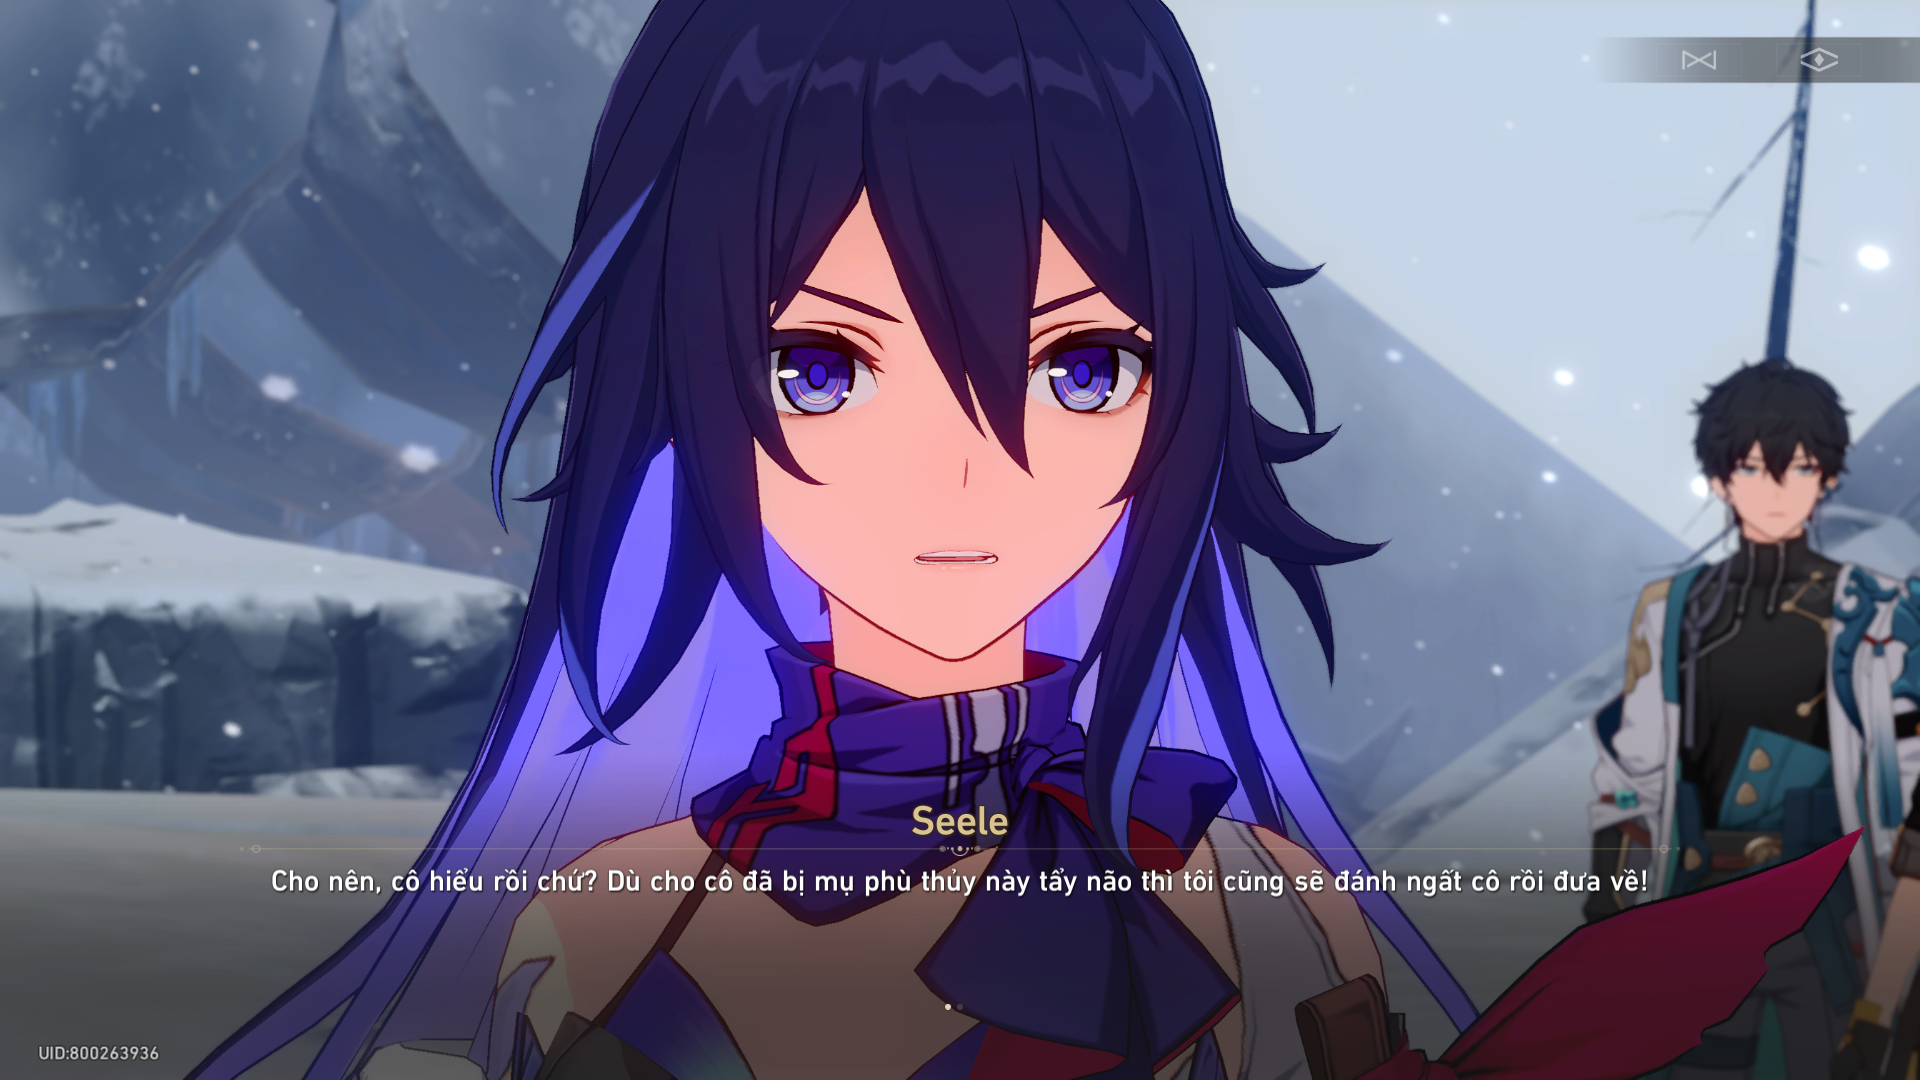 Seele
Cho nên, cô hiểu rồi chứ? Dù cho cô đã bị mụ phù thủy này tẩy não thì tôi cũng sẽ đánh ngất cô rồi đưa về!
UID:800263936